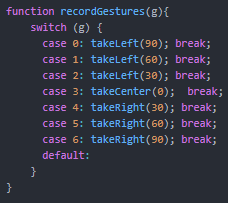 function recordGestures(g){
    switch (g) {
      case 0: takeLeft(90); break;
      case 1: takeLeft(60); break;
      case 2: takeLeft(30); break;
      case 3: takeCenter(0);  break;
      case 4: takeRight(30); break;
      case 5: takeRight(60); break;
      case 6: takeRight(90); break;
      default:
    }
}